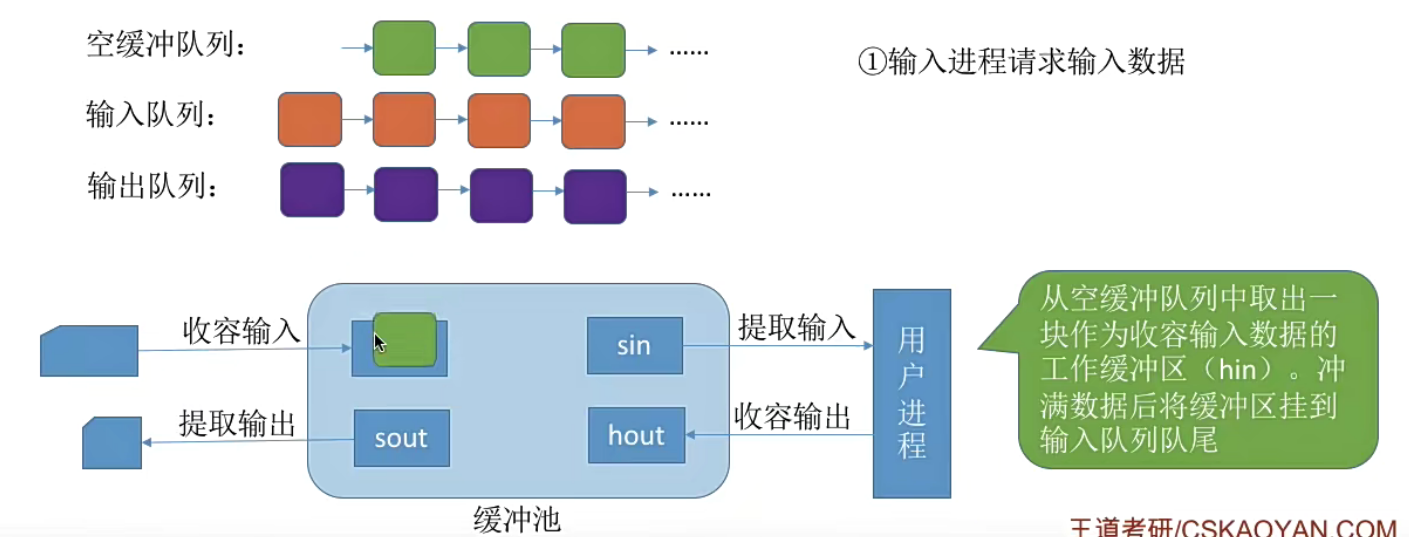 空缓冲队列：
......
①输入进程请求输入数据
输入队列：
......
输出队列：
......
收容输入
sin
提取输入
用户进程
提取输出
sout
hout
收容输出
缓冲池
从空缓冲队列中取出一
块作为收容输入数据的
工作缓冲区（hin）。冲
满数据后将缓冲区挂到
输入队列队尾
王道考研/CSKAOYAN.COM